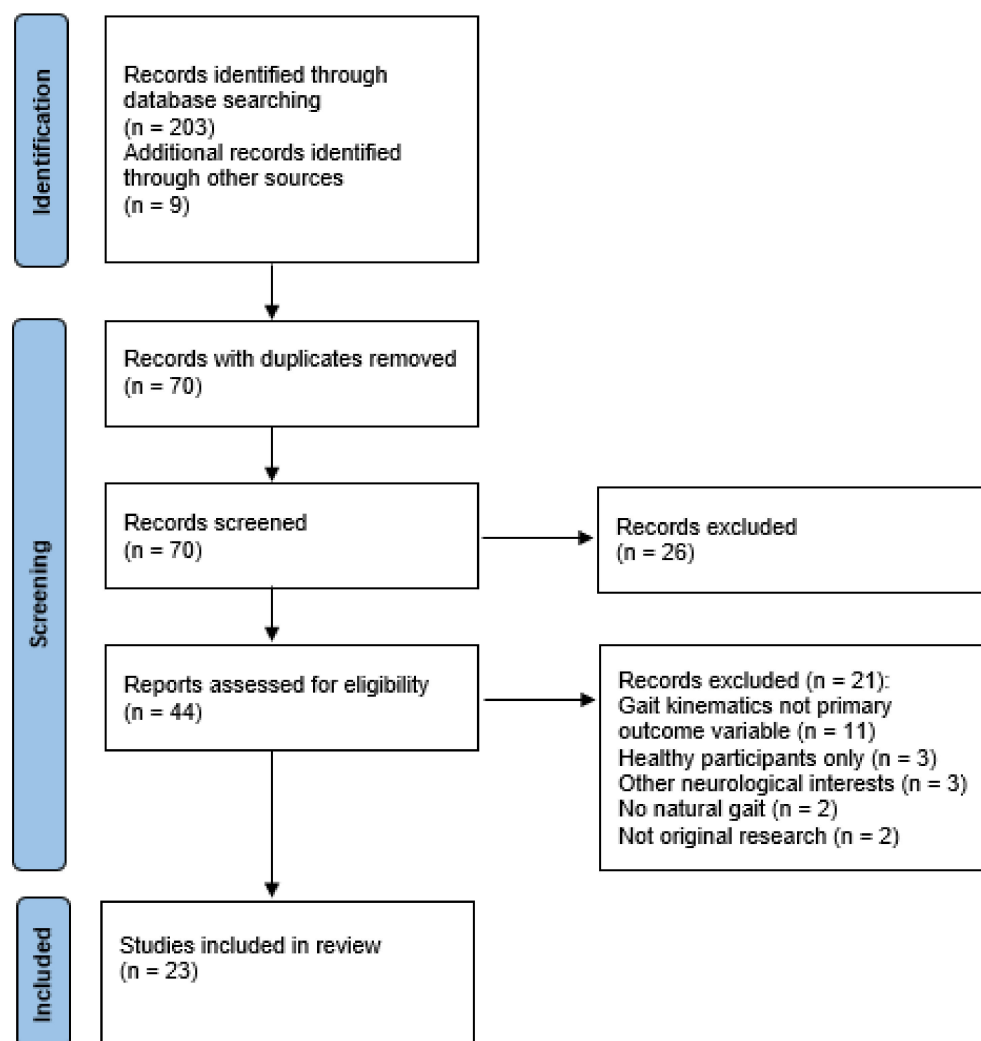 Identification
Records identified through
database searching
(n = 203)
Additional records identified
through other sources
(n = 9)
Screening
Records with duplicates removed
(n = 70)
Records screened
(n = 70)
Records excluded
(n = 26)
Reports assessed for eligibility
(n = 44)
Records excluded (n = 21):
Gait kinematics not primary
outcome variable (n = 11)
Healthy participants only (n = 3)
Other neurological interests (n = 3)
No natural gait (n = 2)
Not original research (n = 2)
Included
Studies included in review
(n = 23)